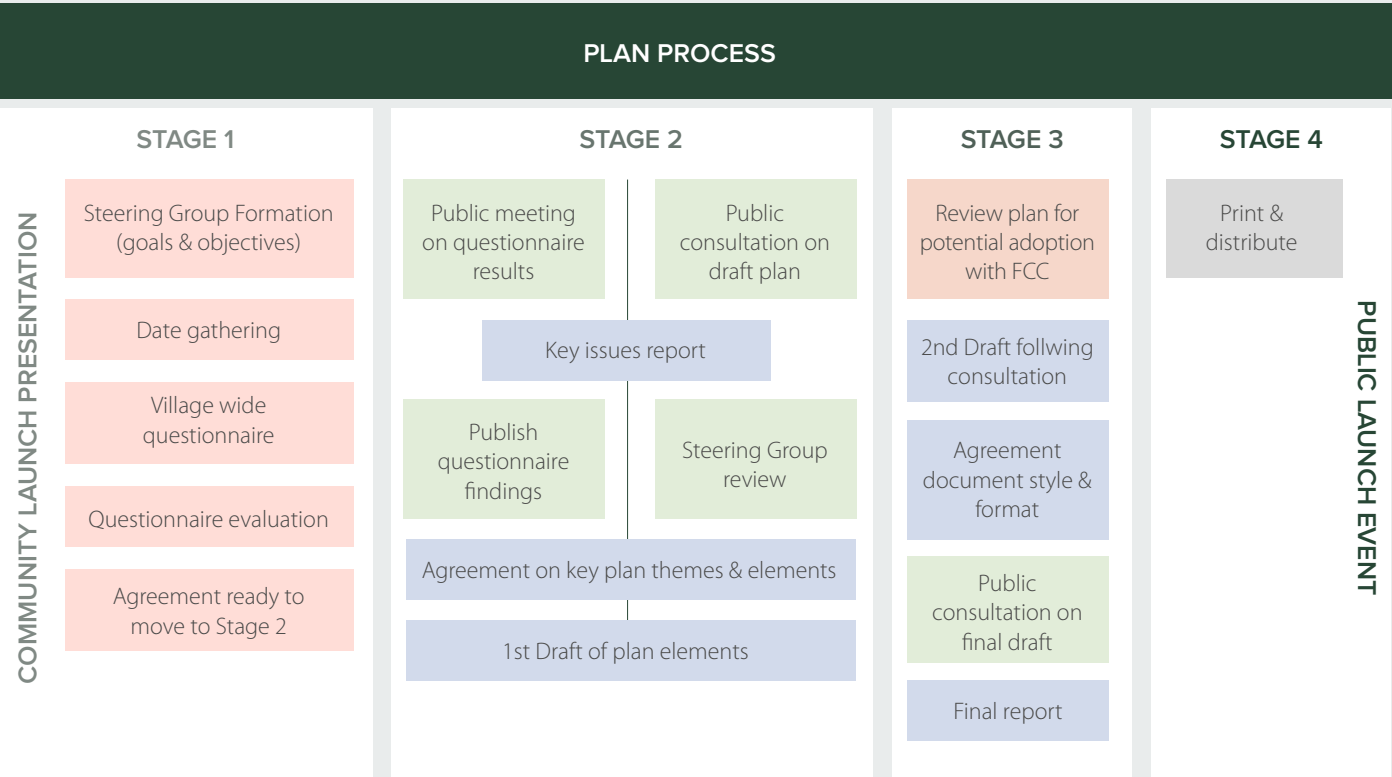 PLAN PROCESS
COMMUNITY LAUNCH PRESENTATION
STAGE 1
Steering Group Formation
(goals & objectives)
Date gathering
Village wide
questionnaire
Questionnaire evaluation
Agreement ready to
move to Stage 2
STAGE 2
Public meeting
on questionnaire
results
Public
consultation on
draft plan
Key issues report
Publish
questionnaire
findings
Steering Group
review
Agreement on key plan themes & elements
1st Draft of plan elements
STAGE 3
Review plan for
potential adoption
with FCC
2nd Draft follwing
consultation
Agreement
document style &
format
Public
consultation on
final draft
Final report
STAGE 4
Print &
distribute
PUBLIC LAUNCH EVENT